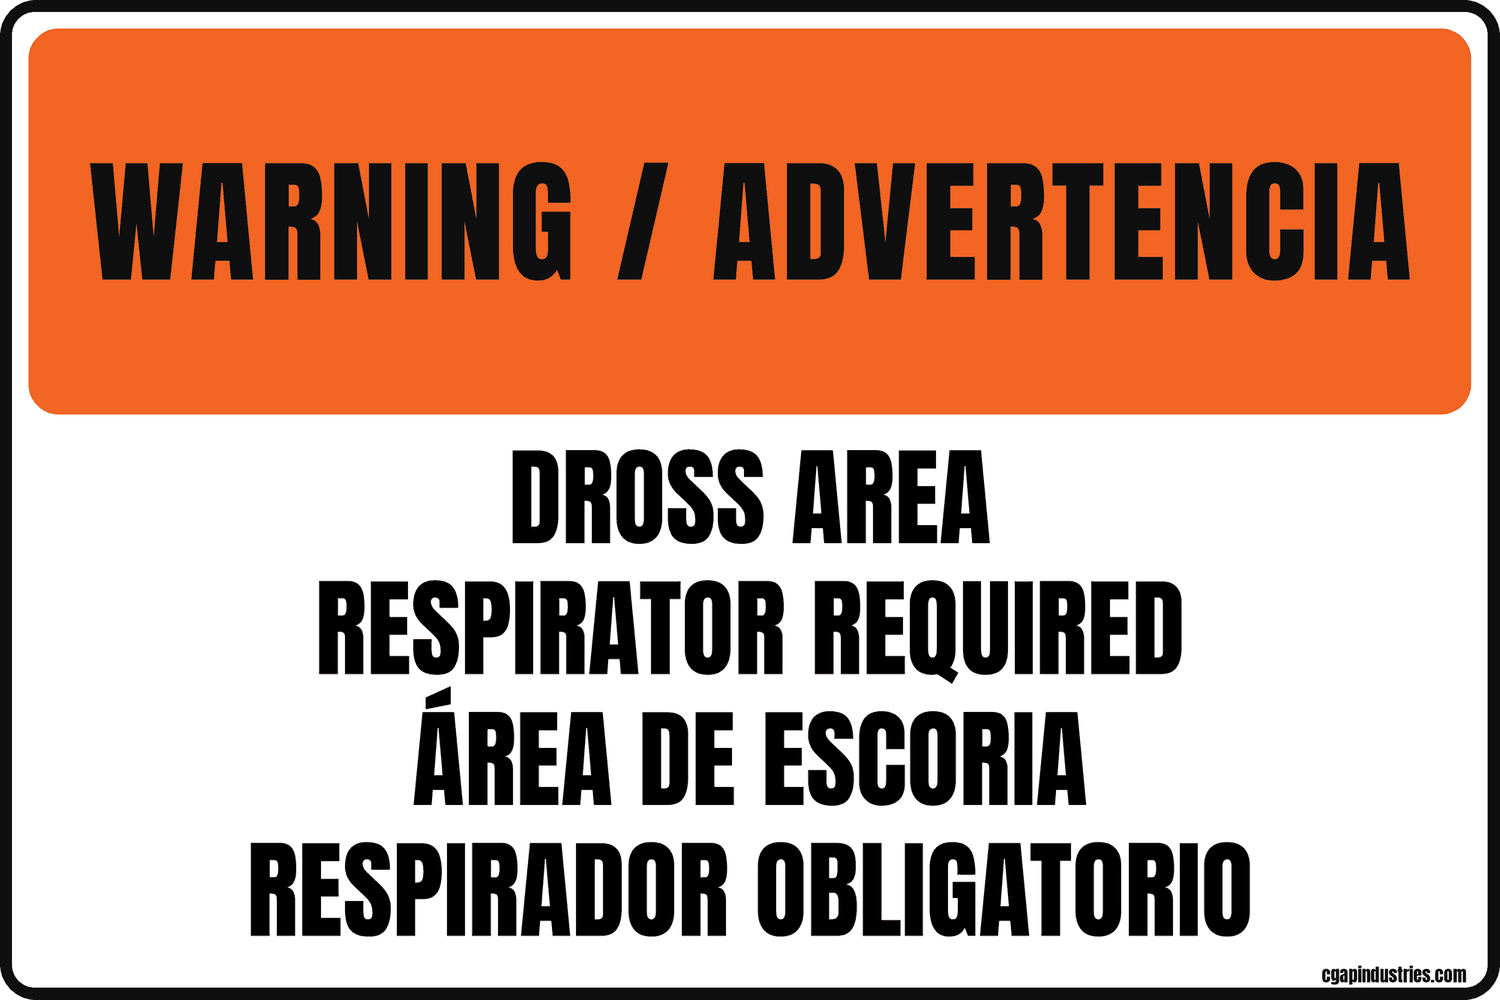 WARNING / ADVERTENCIA
DROSS AREA
RESPIRATOR REQUIRED
ÁREA DE ESCORIA
RESPIRADOR OBLIGATORIO
cgapindustries.com